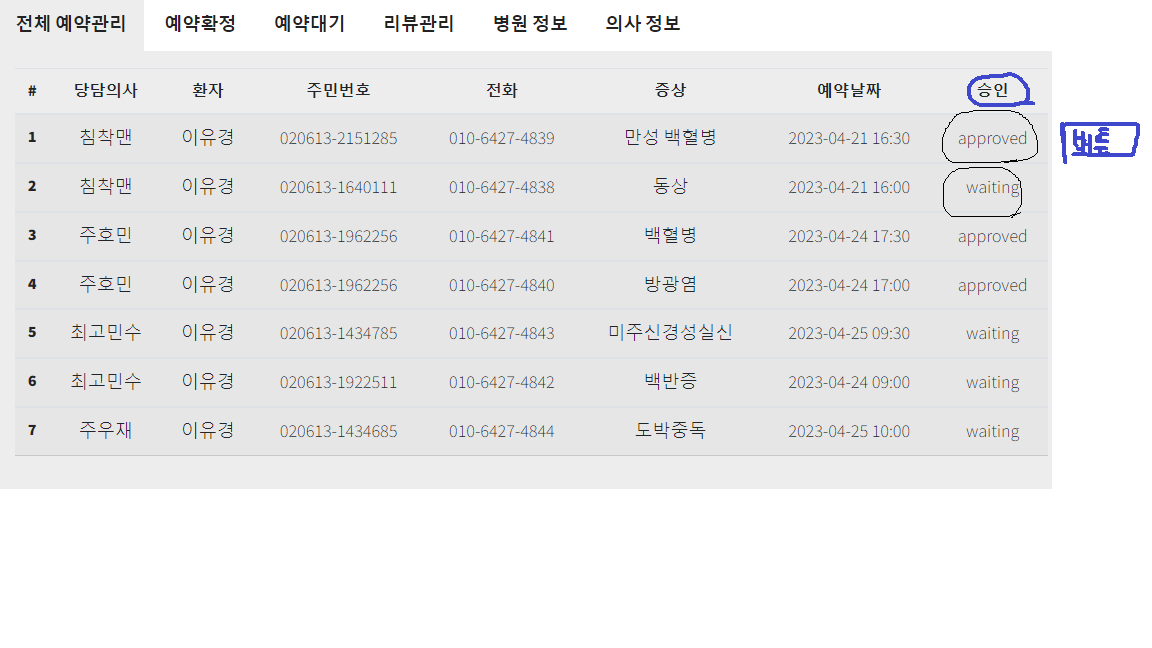 전체 예약관리 예약확정 예약대기 리뷰관리 병원 정보 의사 정보
# 당담의사 환자 주민번호 전화 증상 예약날짜 승인
1 침착맨 이유경 020613-2151285 010-6427-4839 만성 백혈병 2023-04-21 16:30 approved 버튼
2 침착맨 이유경 020613-1640111 010-6427-4838 동상 2023-04-21 16:00 waiting
3 주호민 이유경 020613-1962256 010-6427-4841 백혈병 2023-04-24 17:30 approved
4 주호민 이유경 020613-1962256 010-6427-4840 방광염 2023-04-24 17:00 approved
5 최고민수 이유경 020613-1434785 010-6427-4843 미주신경성실신 2023-04-25 09:30 waiting
6 최고민수 이유경 020613-1922511 010-6427-4842 백반증 2023-04-24 09:00 waiting
7 주우재 이유경 020613-1434685 010-6427-4844 도박중독 2023-04-25 10:00 waiting